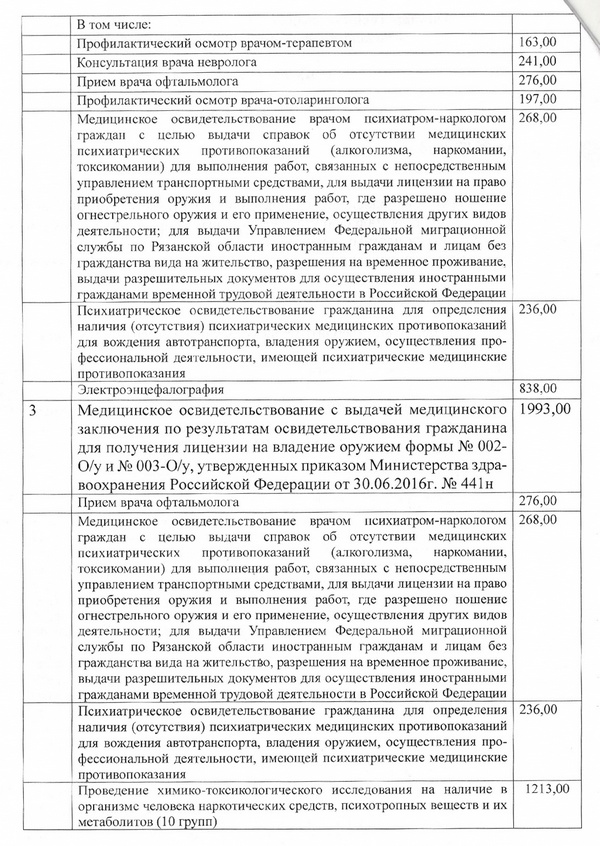 В том числе:
Профилактический осмотр врачом-терапевтом 163,00
Консультация врача невролога 241,00
Прием врача офтальмолога 276,00
Профилактический осмотр врача-отоларинголога 197,00
Медицинское освидетельствование врачом психиатром-наркологом 268,00
граждан с целью выдачи справок об отсутствии медицинских
психиатрических противопоказаний (алкоголизма, наркомании,
токсикомании) для выполнения работ, связанных с непосредственным
управлением транспортными средствами, для выдачи лицензии на право
приобретения оружия и выполнения работ, где разрешено ношение
огнестрельного оружия и его применение, осуществления других видов
деятельности; для выдачи Управлением Федеральной миграционной
службы по Рязанской области иностранным гражданам и лицам без
гражданства вида на жительство, разрешения на временное проживание,
выдачи разрешительных документов для осуществления иностранными
гражданами временной трудовой деятельности в Российской Федерации
Психиатрическое освидетельствование гражданина для определения 236,00
наличия (отсутствия) психиатрических медицинских противопоказаний
для вождения автотранспорта, владения оружием, осуществления про-
фессиональной деятельности, имеющей психиатрические медицинские
противопоказания
Электроэнцефалография 838,00
3 Медицинское освидетельствование с выдачей медицинского 1993,00
заключения по результатам освидетельствования гражданина
для получения лицензии на владение оружием формы № 002-
О/у и № 003-О/у, утвержденных приказом Министерства здра-
воохранения Российской Федерации от 30.06.2016г. № 441н
Прием врача офтальмолога 276,00
Медицинское освидетельствование врачом психиатром-наркологом 268,00
граждан с целью выдачи справок об отсутствии медицинских
психиатрических противопоказаний (алкоголизма, наркомании,
токсикомании) для выполнения работ, связанных с непосредственным
управлением транспортными средствами, для выдачи лицензии на право
приобретения оружия и выполнения работ, где разрешено ношение
огнестрельного оружия и его применение, осуществления других видов
деятельности; для выдачи Управлением Федеральной миграционной
службы по Рязанской области иностранным гражданам и лицам без
гражданства вида на жительство, разрешения на временное проживание,
выдачи разрешительных документов для осуществления иностранными
гражданами временной трудовой деятельности в Российской Федерации
Психиатрическое освидетельствование гражданина для определения 236,00
наличия (отсутствия) психиатрических медицинских противопоказаний
для вождения автотранспорта, владения оружием, осуществления про-
фессиональной деятельности, имеющей психиатрические медицинские
противопоказания
Проведение химико-токсикологического исследования на наличие в 1213,00
организме человека наркотических средств, психотропных веществ и их
метаболитов (10 групп)